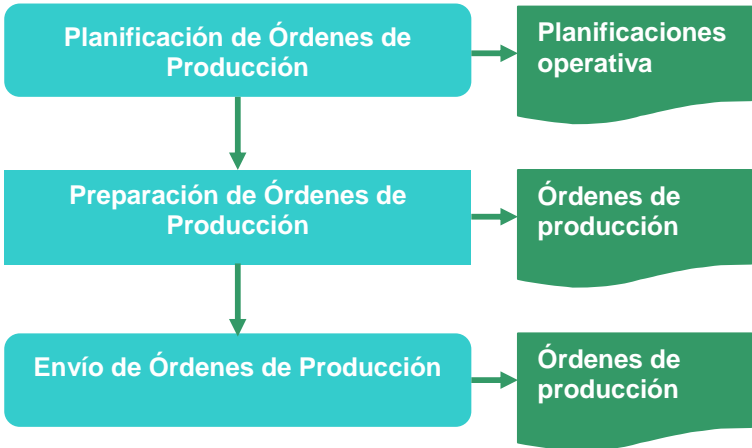 Planificación de Órdenes de
Producción
Planificaciones
operativa
Preparación de Órdenes de
Producción
Órdenes de
producción
Envío de Órdenes de Producción
Órdenes de
producción